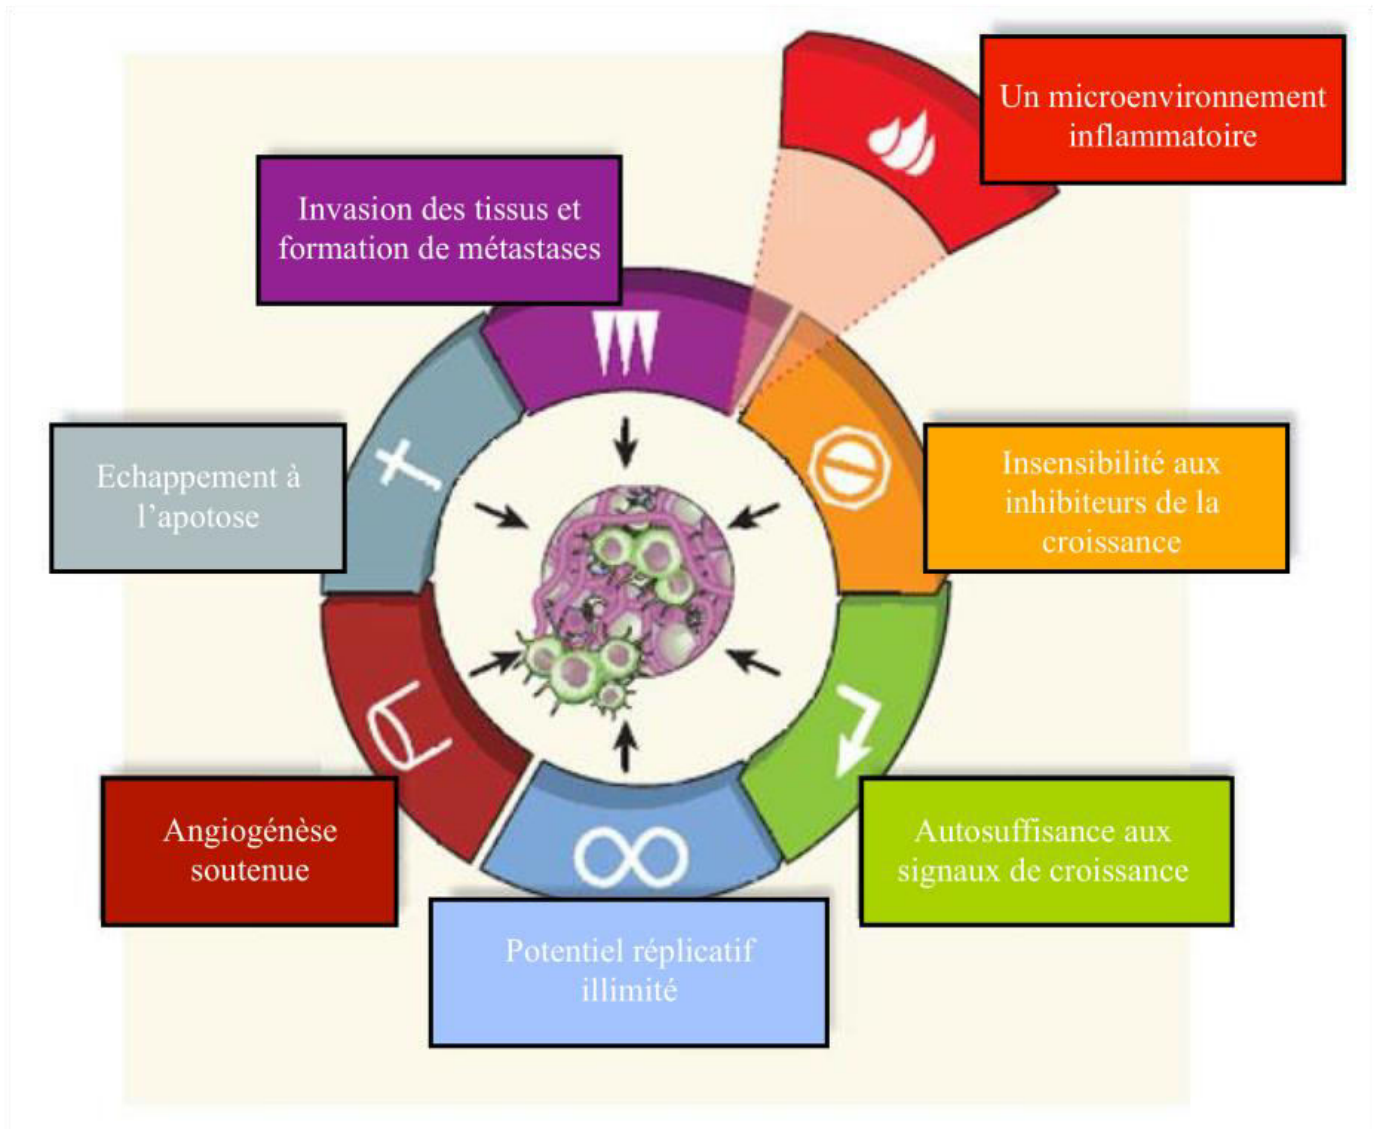 Un microenvironnement
inflammatoire
Invasion des tissus et
formation de métastases
Echappement à
l’apotose
Insensibilité aux
inhibiteurs de la
croissance
Angiogénèse
soutenue
Autosuffisance aux
signaux de croissance
Potentiel réplicatif
illimité